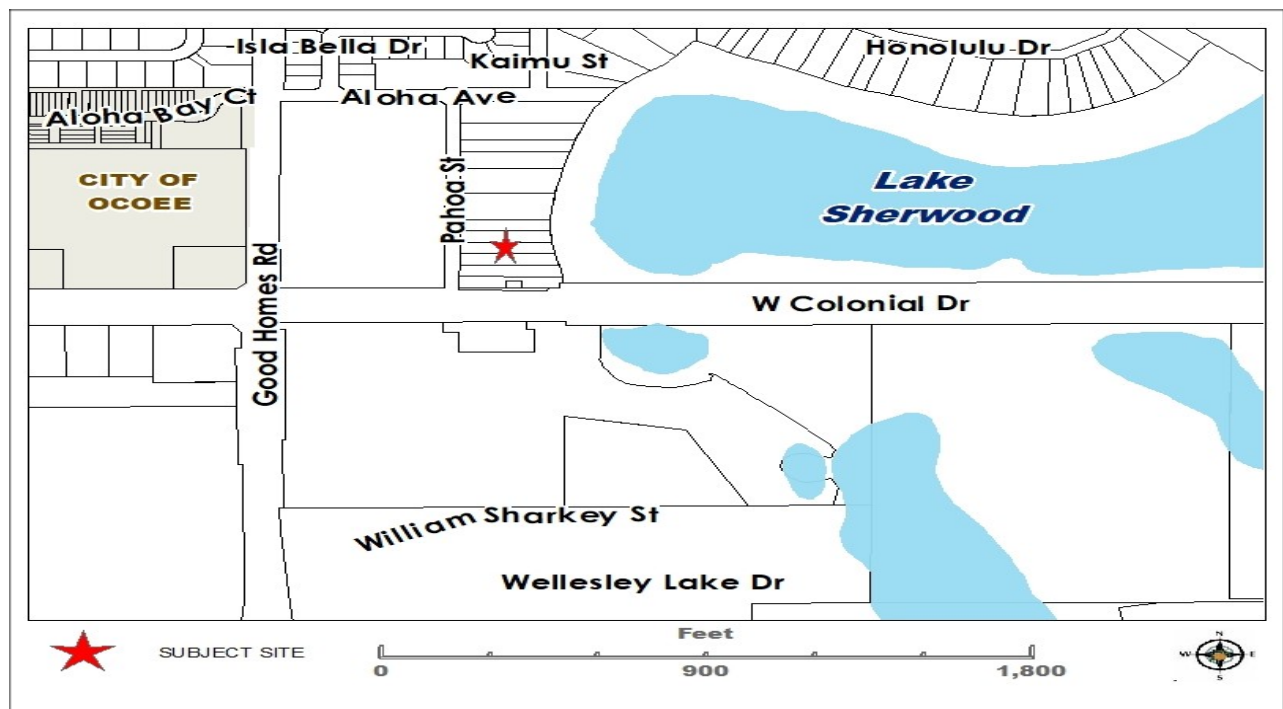 Isla Bella Dr
Kaimu St
Honolulu Dr
Aloha Bay Ct
Aloha Ave
CITY OF
OCOEE
Pahoa St
Lake
Sherwood
Good Homes Rd
W Colonial Dr
William Sharkey St
Wellesley Lake Dr
SUBJECT SITE
Feet
0
900
1,800
N
W
E
S